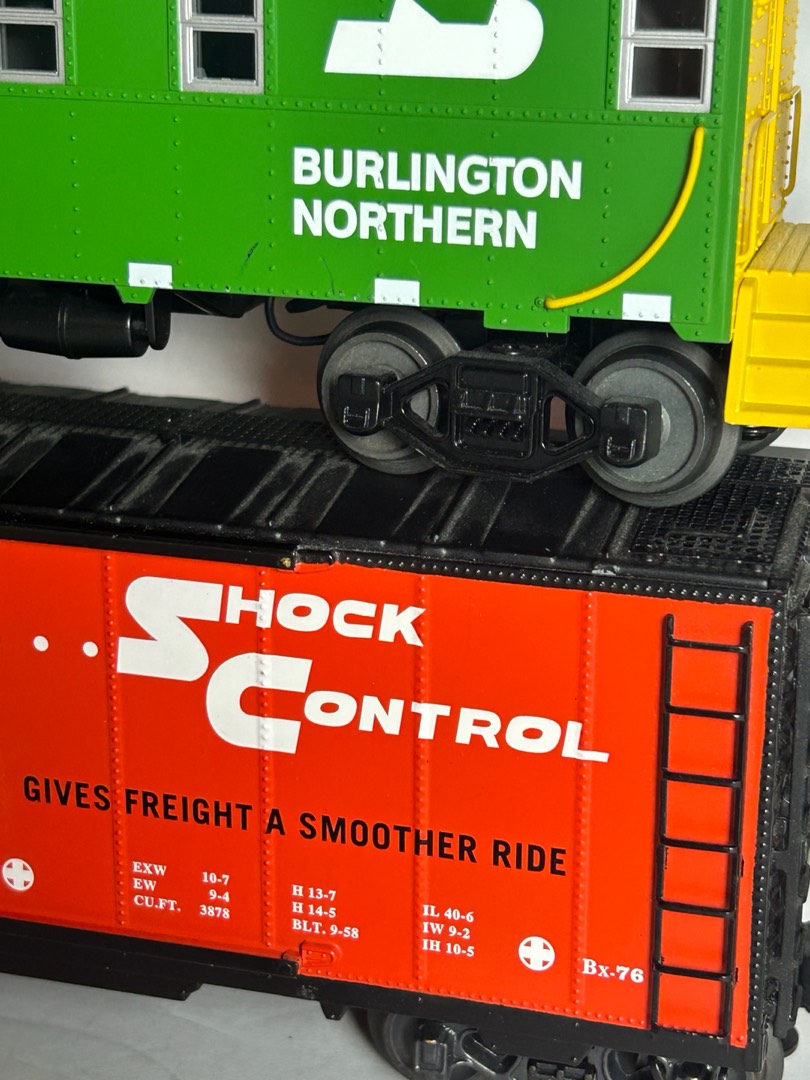 BURLINGTON
NORTHERN
SHOCK
CONTROL
GIVES FREIGHT A SMOOTHER RIDE
EXW 10-7
EW 9-4
CU.FT. 3878
H 13-7
H 14-5
BLT. 9-58
IL 40-6
IW 9-2
IH 10-5
BX-76